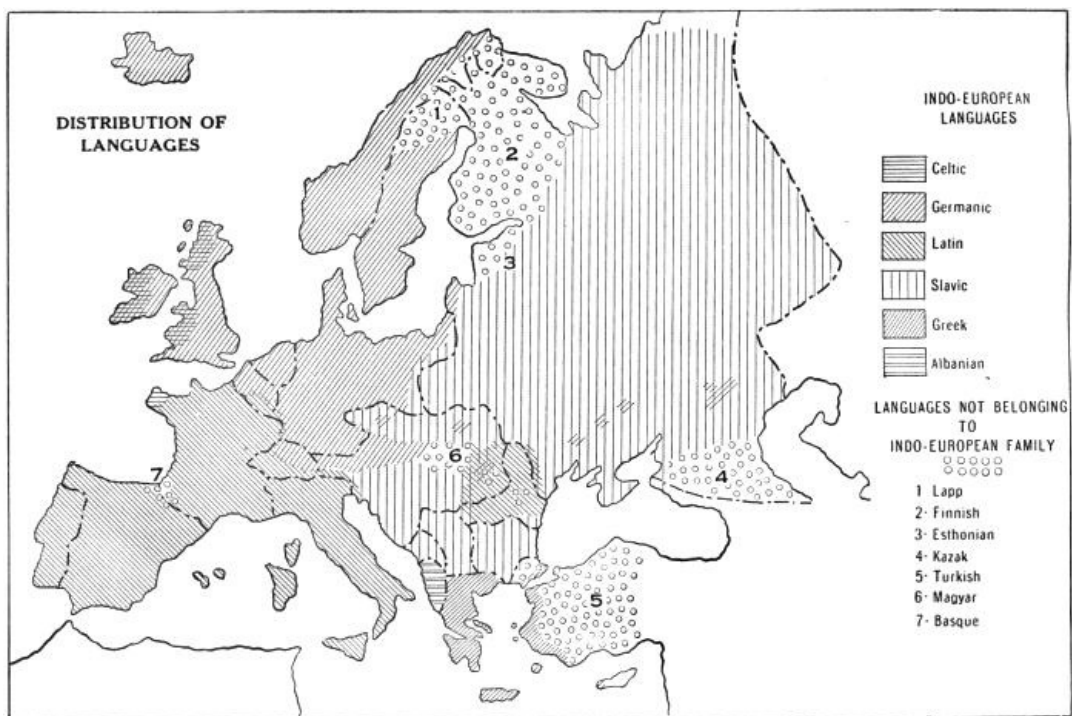 DISTRIBUTION OF
LANGUAGES
INDO-EUROPEAN
LANGUAGES
Celtic
Germanic
Latin
Slavic
Greek
Albanian
LANGUAGES NOT BELONGING
TO
INDO-EUROPEAN FAMILY
1 Lapp
2· Finnish
3· Esthonian
4· Kazak
5· Turkish
6· Magyar
7· Basque
1
2
3
7
6
4
5